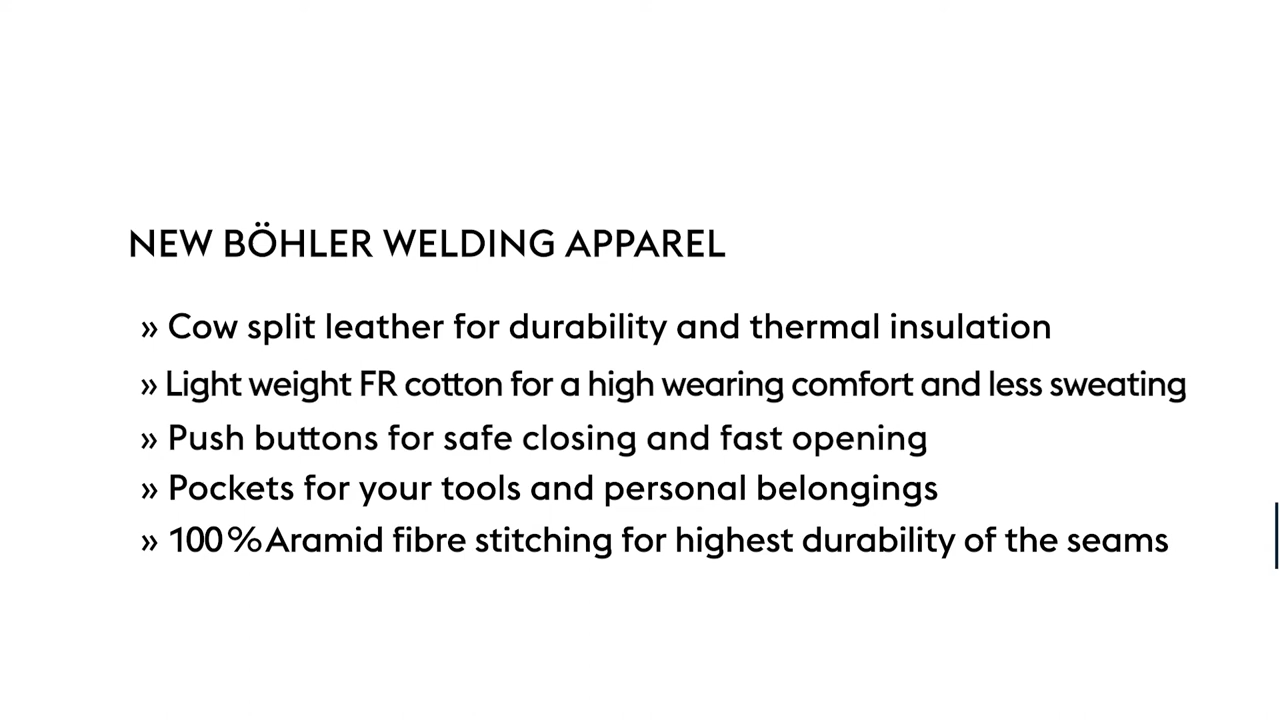 NEW BÖHLER WELDING APPAREL
» Cow split leather for durability and thermal insulation
» Light weight FR cotton for a high wearing comfort and less sweating
» Push buttons for safe closing and fast opening
» Pockets for your tools and personal belongings
» 100 % Aramid fibre stitching for highest durability of the seams